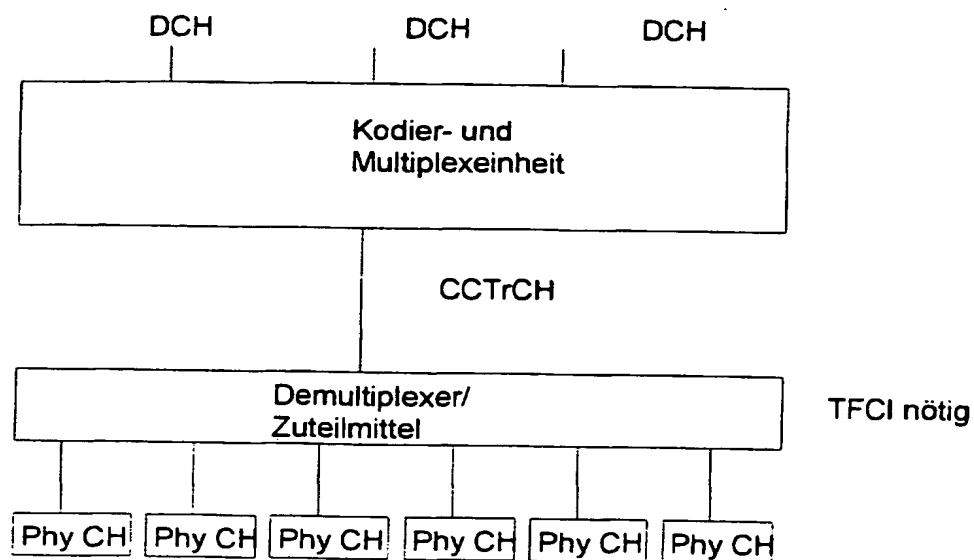 DCH DCH DCH
Kodier- und
Multiplexeinheit
CCTrCH
Demultiplexer/
Zuteilmittel
TFCI nötig
Phy CH Phy CH Phy CH Phy CH Phy CH Phy CH